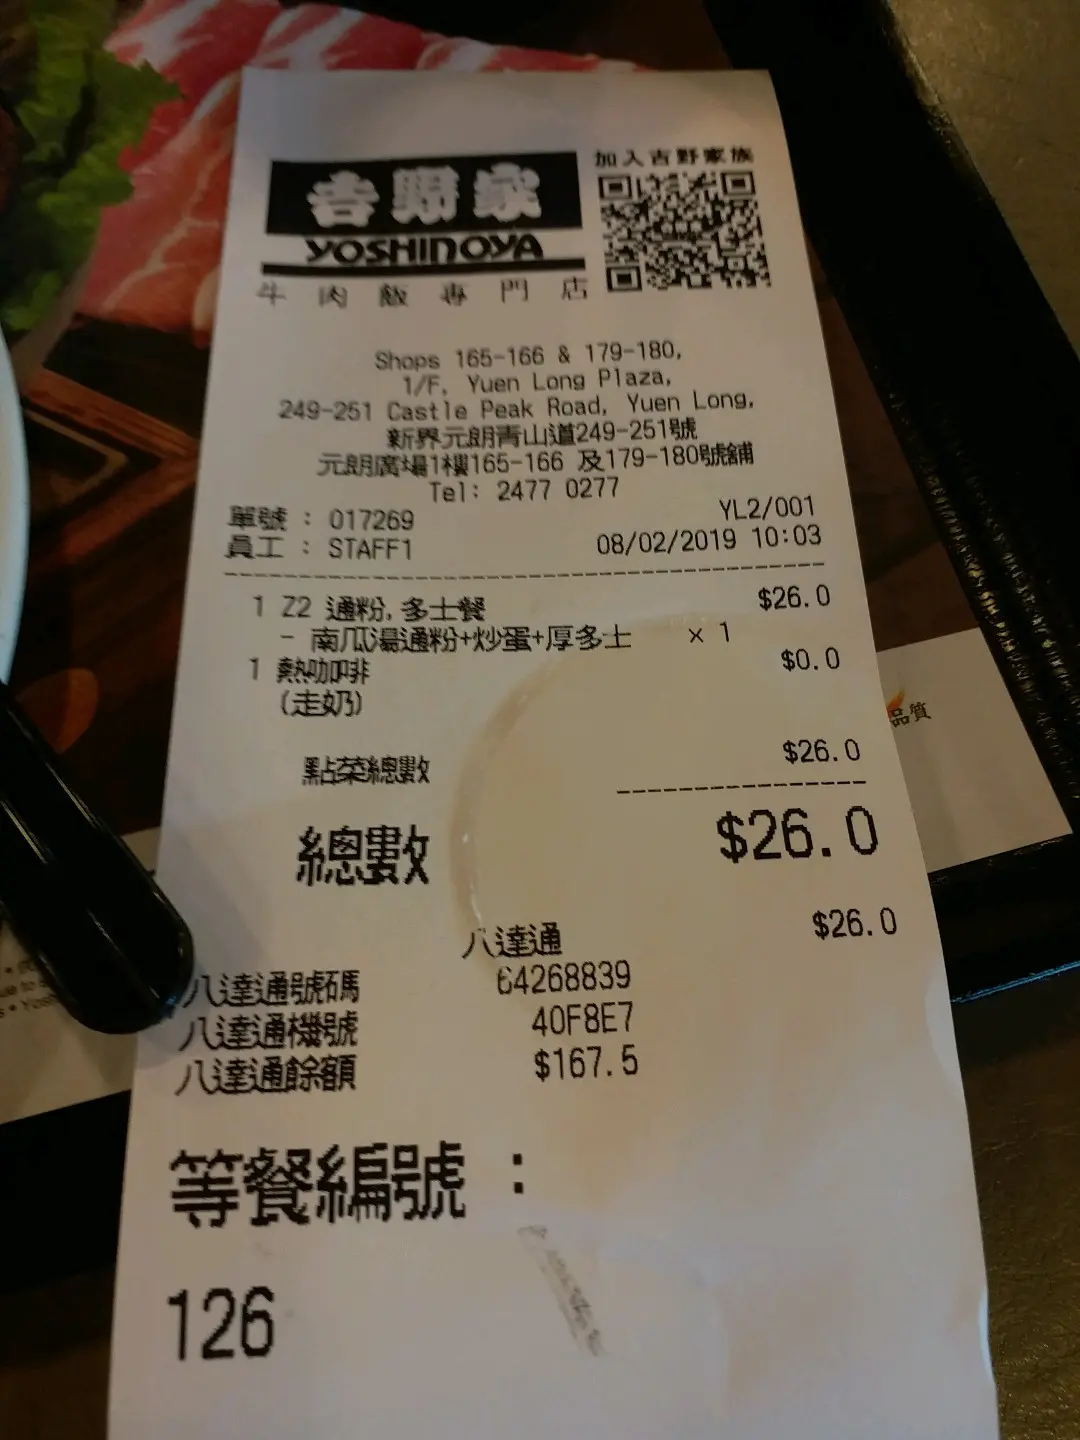 加入吉野家族
吉野家
YOSHINOYA
牛肉飯專門店
Shops 165-166 & 179-180,
1/F, Yuen Long Plaza,
249-251 Castle Peak Road, Yuen Long,
新界元朗青山道249-251號
元朗廣場1樓165-166 及179-180號舖
Tel: 2477 0277
單號 : 017269 YL2/001
員工 : STAFF1 08/02/2019 10:03
1 Z2 通粉,多士餐 $26.0
- 南瓜湯通粉+炒蛋+厚多士 x 1
1 熱咖啡 $0.0
(走奶)
點菜總數 $26.0
總數 $26.0
八達通 $26.0
八達通號碼 64268839
八達通機號 40F8E7
八達通餘額 $167.5
等餐編號 :
126
品質